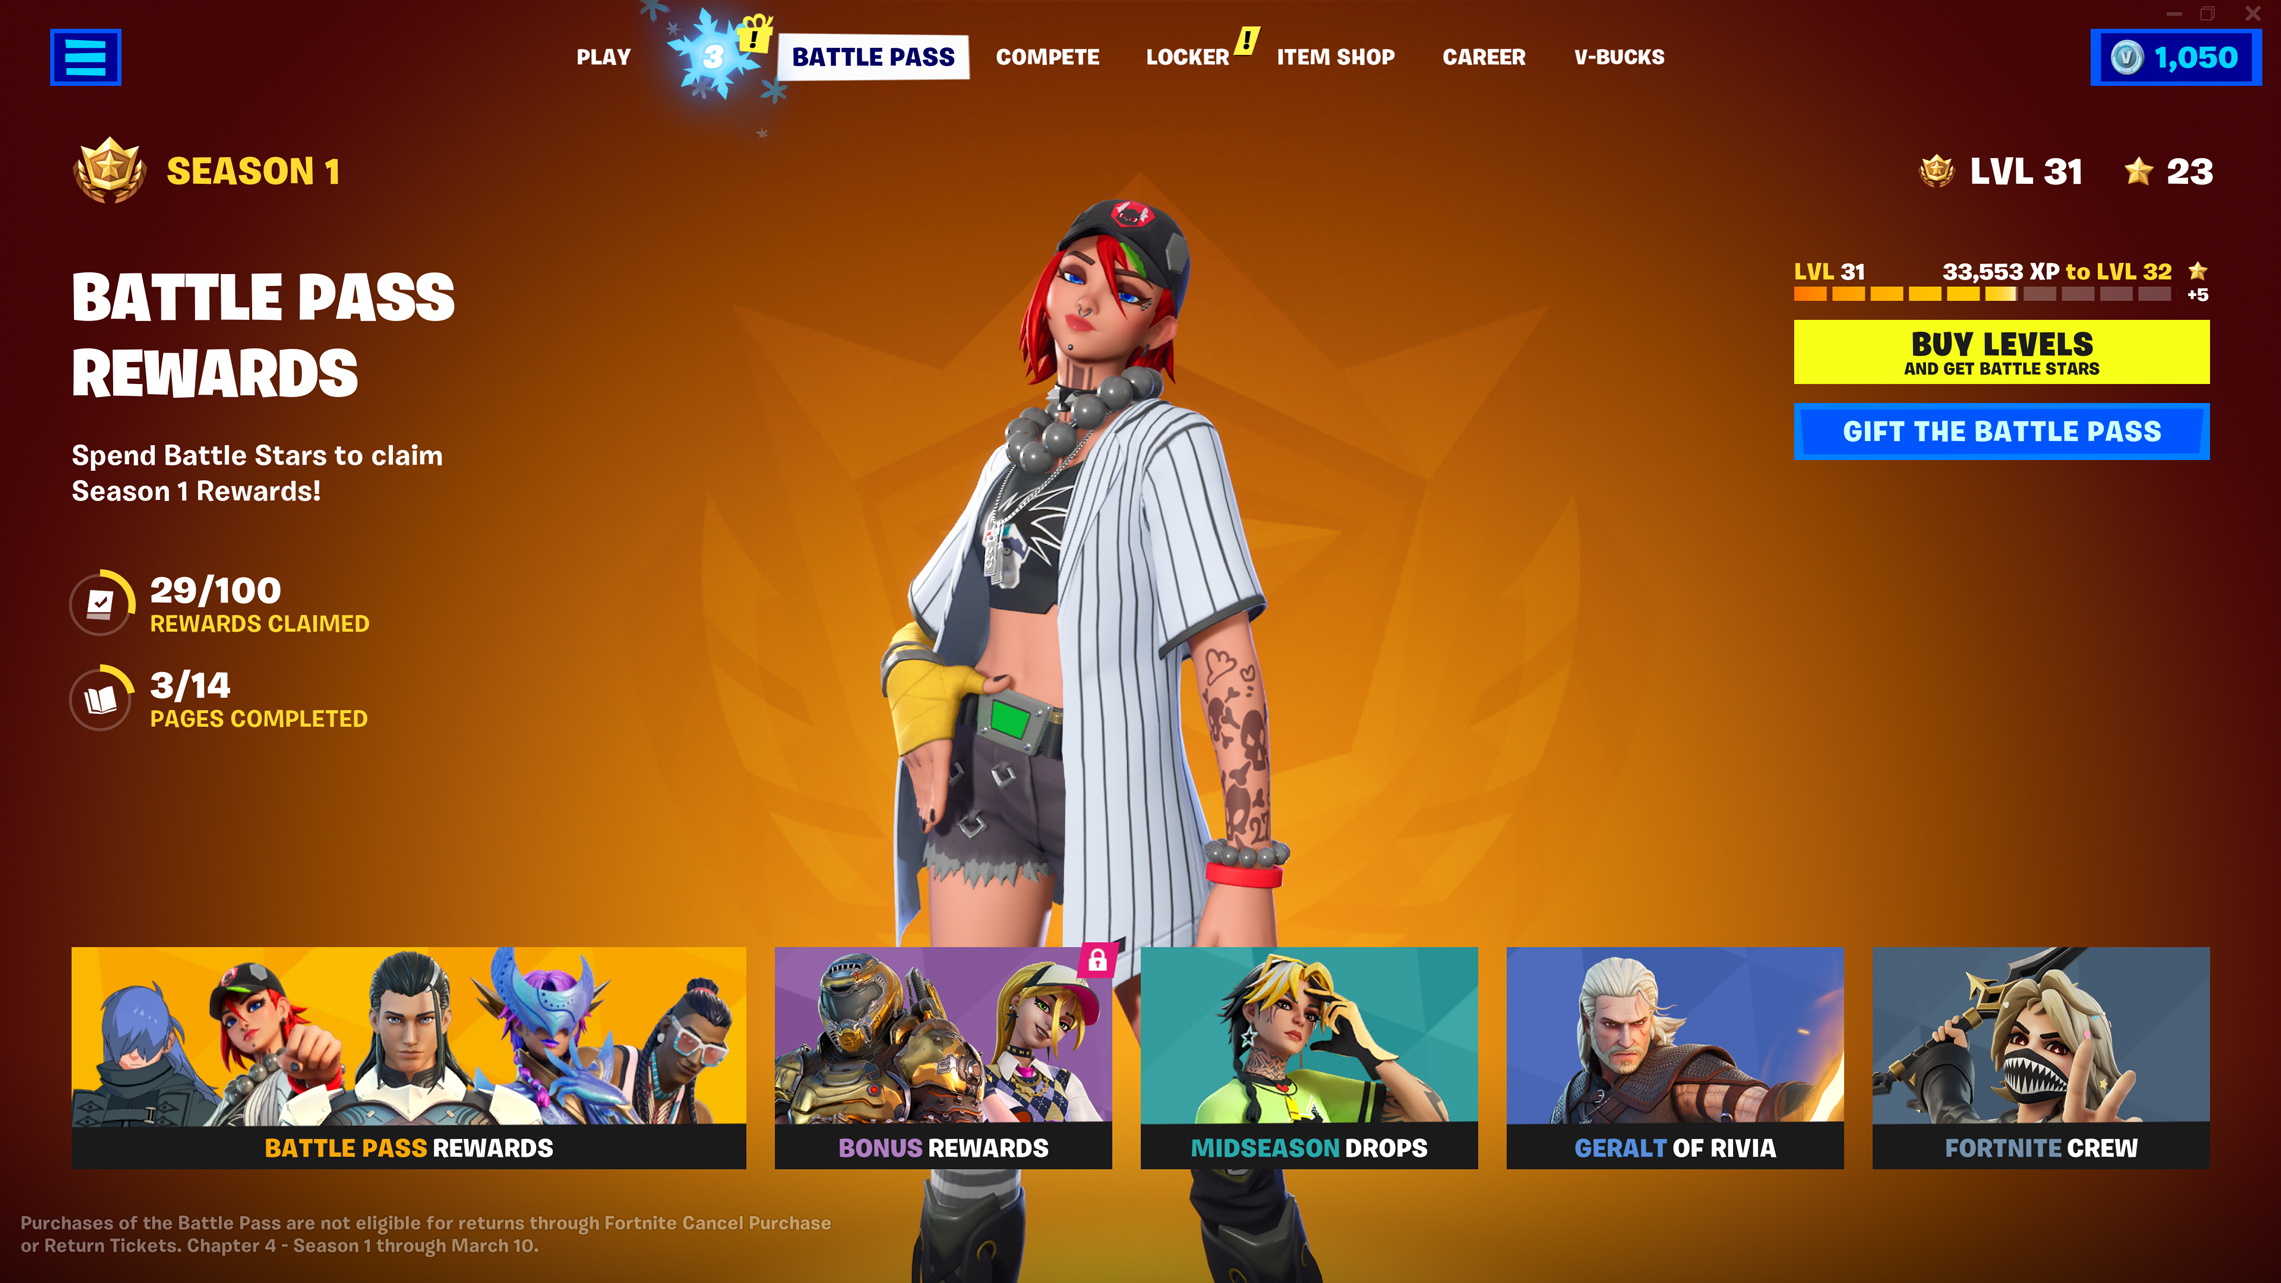 PLAY
3
!
BATTLE PASS
COMPETE
LOCKER
!
ITEM SHOP
CAREER
V-BUCKS
V 1,050
SEASON 1
LVL 31
23
BATTLE PASS
REWARDS
Spend Battle Stars to claim
Season 1 Rewards!
29/100
REWARDS CLAIMED
3/14
PAGES COMPLETED
LVL 31
33,553 XP to LVL 32
+5
BUY LEVELS
AND GET BATTLE STARS
GIFT THE BATTLE PASS
27
BATTLE PASS REWARDS
BONUS REWARDS
MIDSEASON DROPS
GERALT OF RIVIA
FORTNITE CREW
Purchases of the Battle Pass are not eligible for returns through Fortnite Cancel Purchase
or Return Tickets. Chapter 4 - Season 1 through March 10.